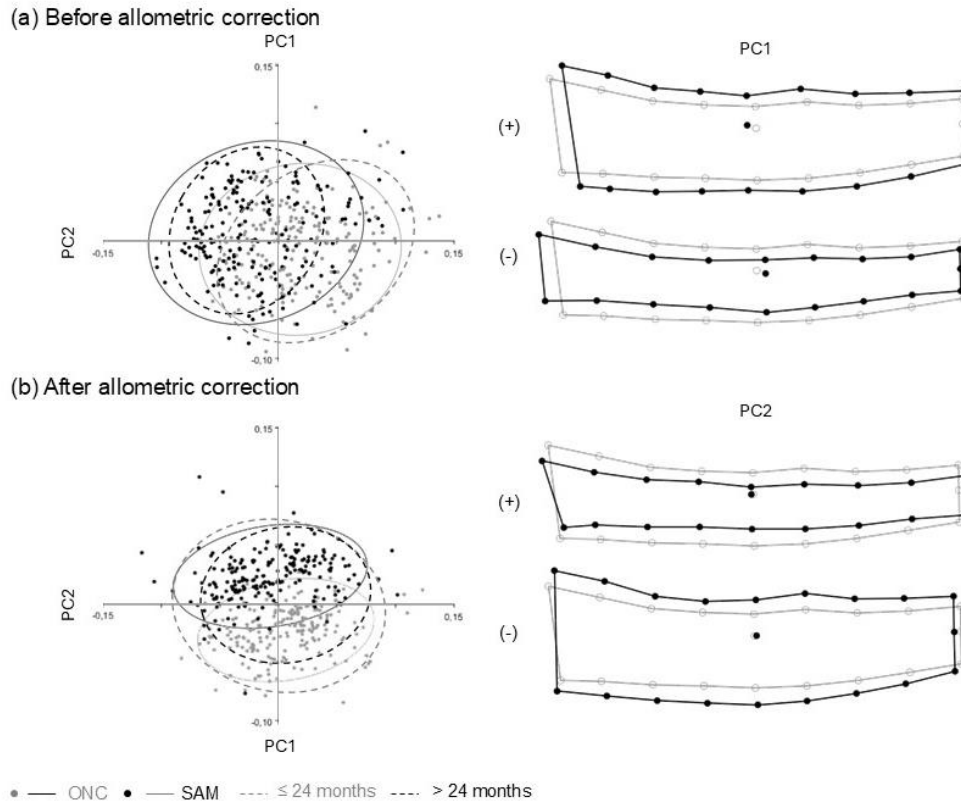 (a) Before allometric correction
PC1
PC1
0,15
(+)
PC2
-0,15
0,15
(-)
-0,10
(b) After allometric correction
PC2
0,15
(+)
PC2
-0,15
0,15
(-)
-0,10
PC1
ONC SAM ≤ 24 months > 24 months